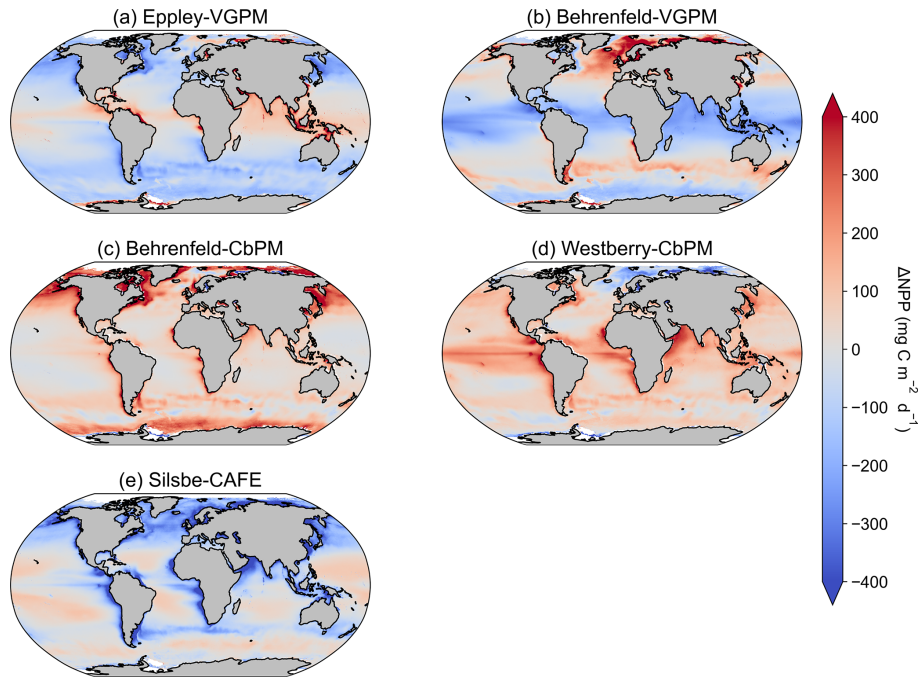 (a) Eppley-VGPM
(b) Behrenfeld-VGPM
(c) Behrenfeld-CbPM
(d) Westberry-CbPM
(e) Silsbe-CAFE
400
300
200
100
0
−100
−200
−300
−400
ΔNPP (mg C m⁻² d⁻¹)